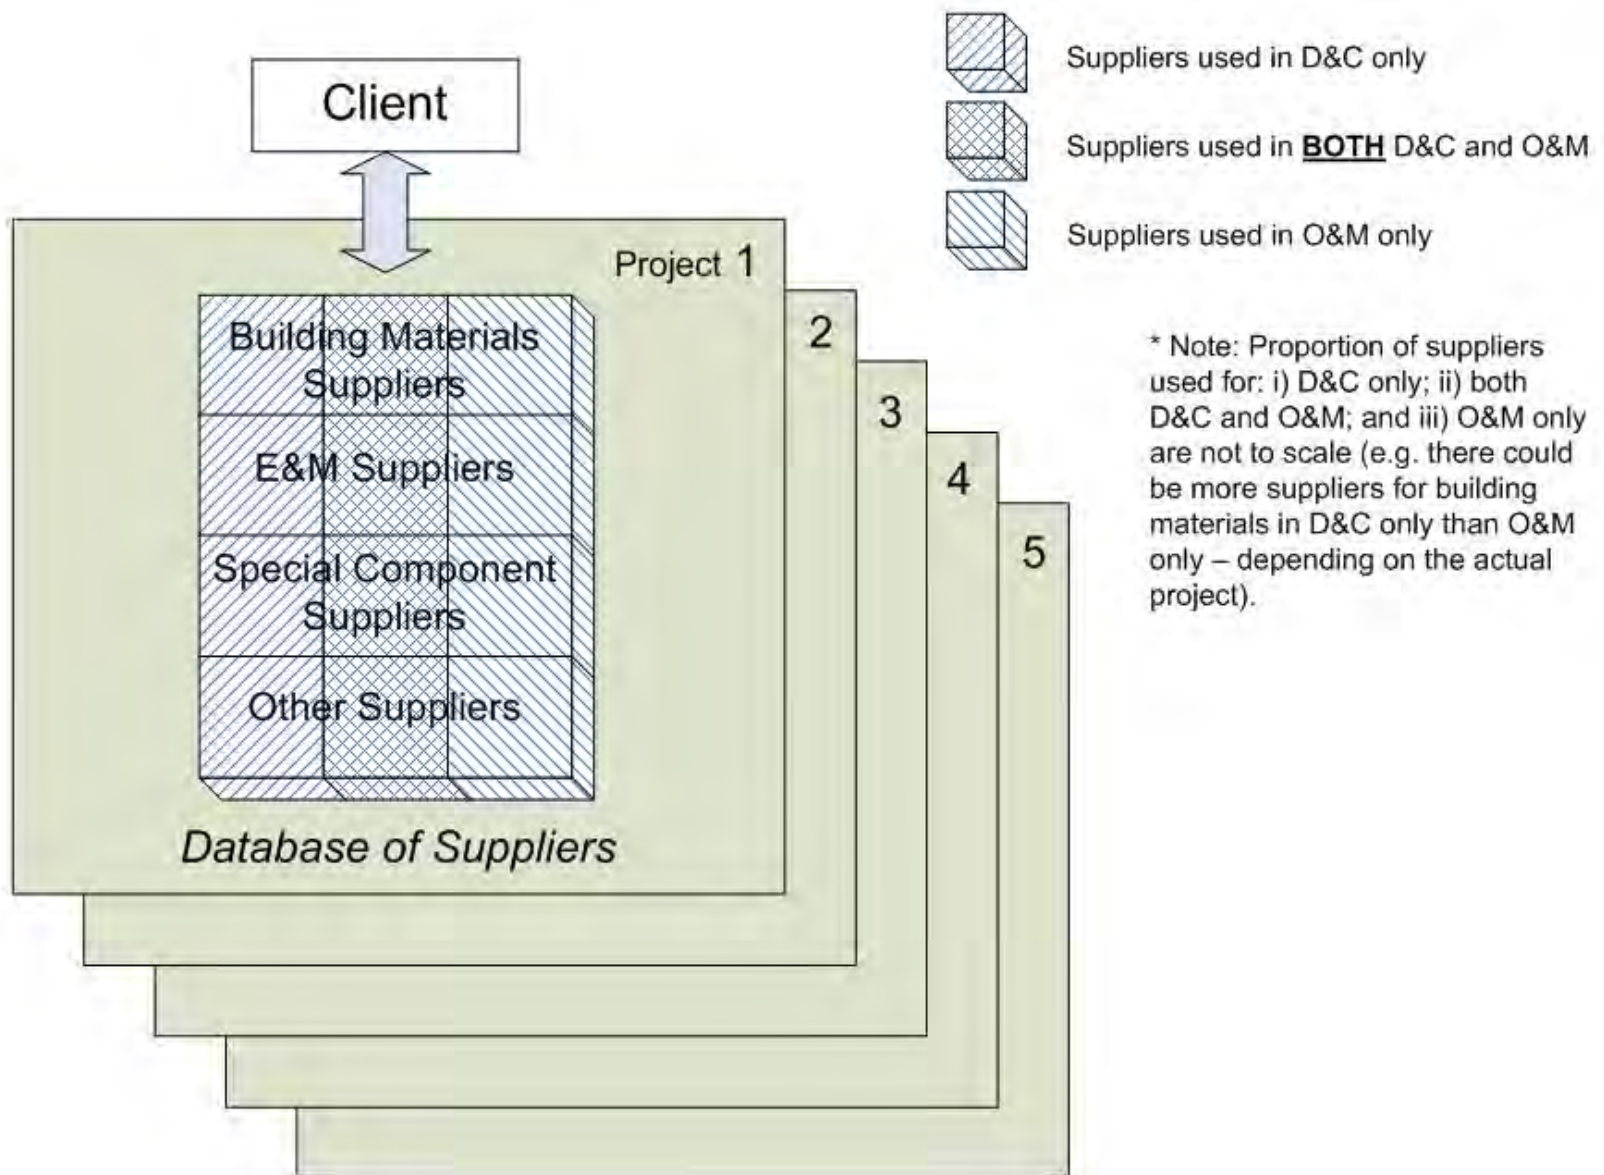 Client
Project 1
2
3
4
5
Building Materials
Suppliers
E&M Suppliers
Special Component
Suppliers
Other Suppliers
Database of Suppliers
Suppliers used in D&C only
Suppliers used in BOTH D&C and O&M
Suppliers used in O&M only
* Note: Proportion of suppliers
used for: i) D&C only; ii) both
D&C and O&M; and iii) O&M only
are not to scale (e.g. there could
be more suppliers for building
materials in D&C only than O&M
only – depending on the actual
project).